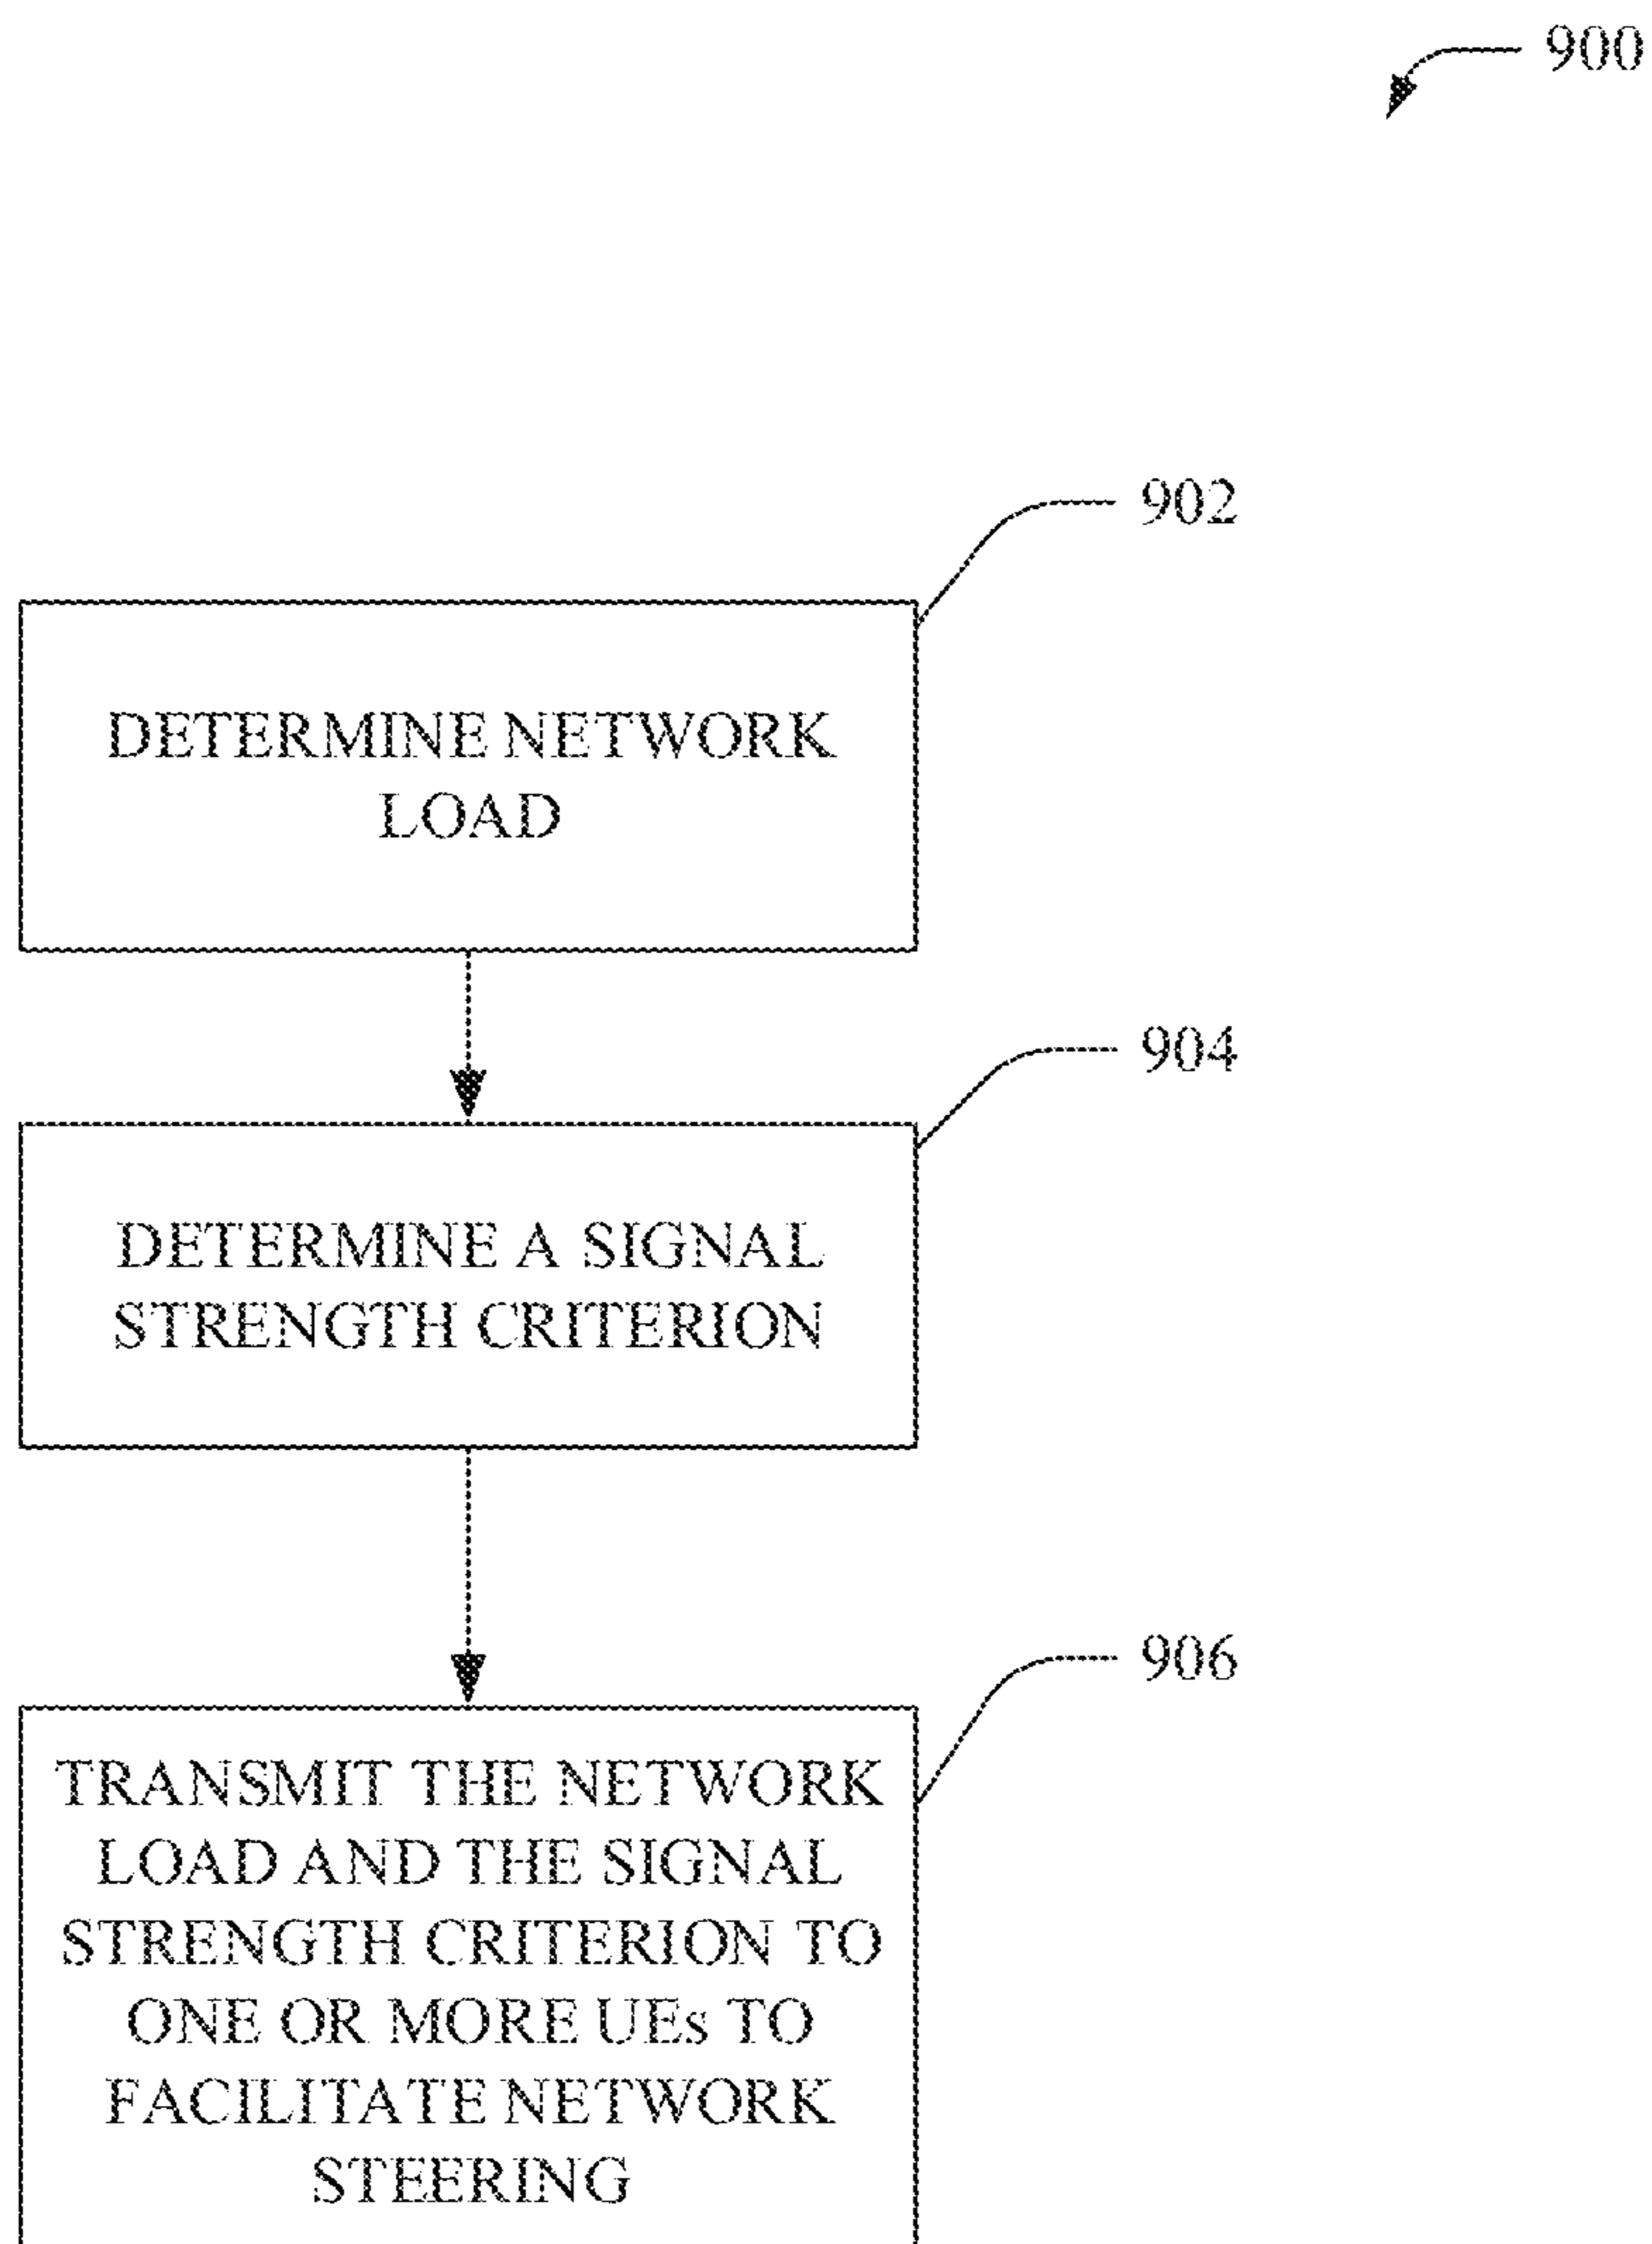 900
902
DETERMINE NETWORK
LOAD
904
DETERMINE A SIGNAL
STRENGTH CRITERION
906
TRANSMIT THE NETWORK
LOAD AND THE SIGNAL
STRENGTH CRITERION TO
ONE OR MORE UEs TO
FACILITATE NETWORK
STEERING